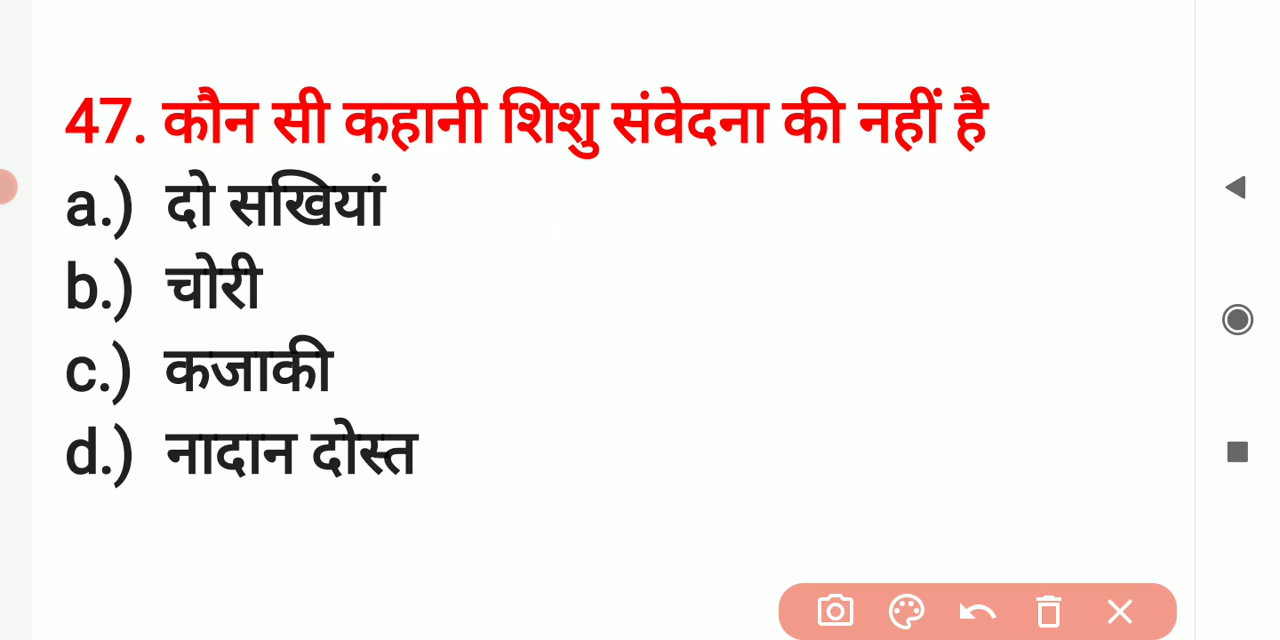 47. कौन सी कहानी शिशु संवेदना की नहीं है
a.) दो सखियां
b.) चोरी
c.) कजाकी
d.) नादान दोस्त